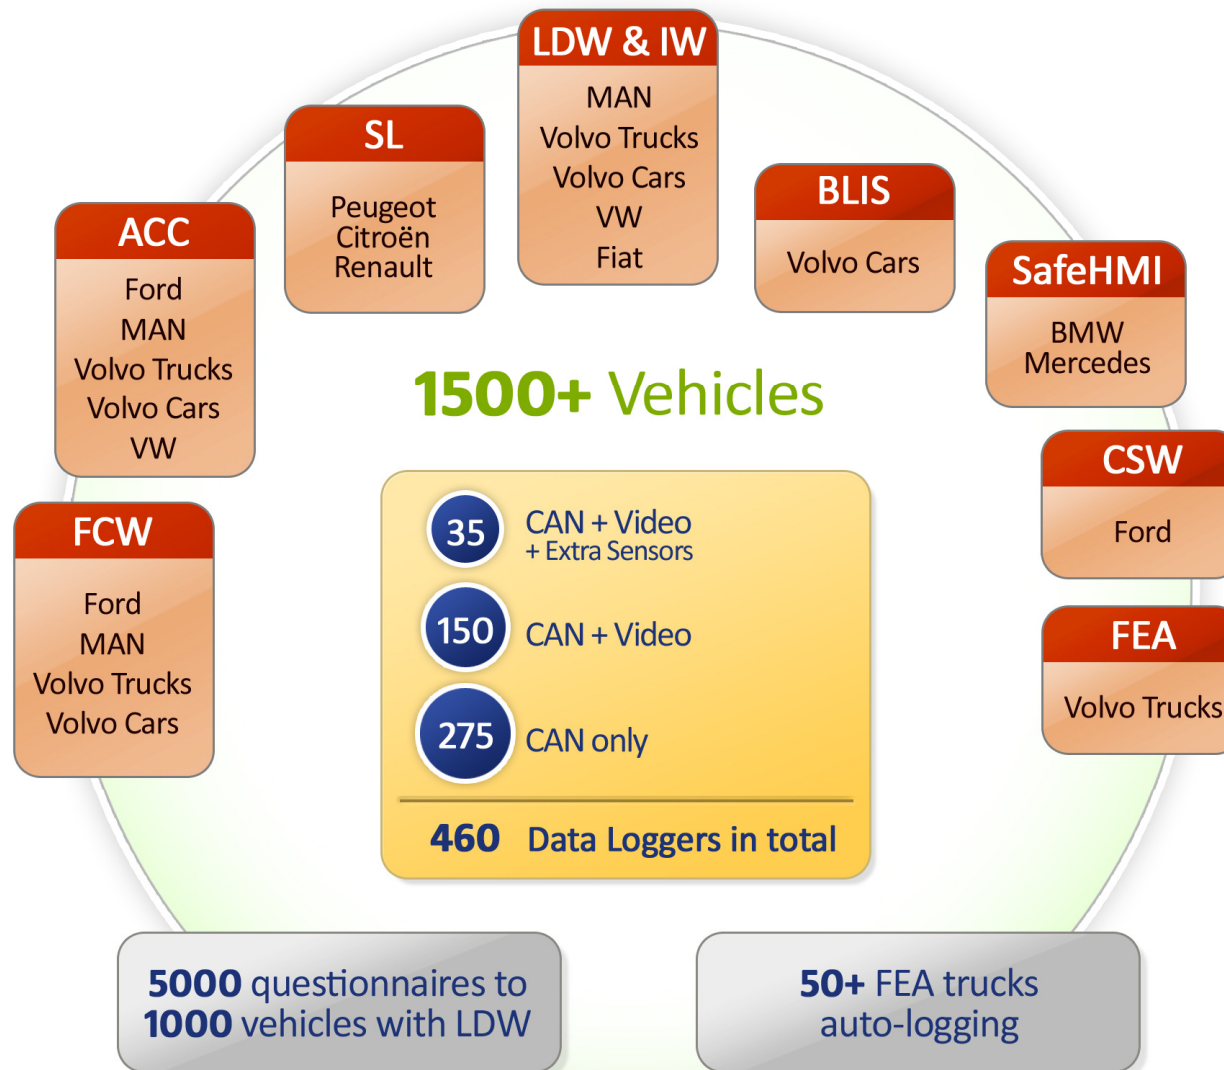 LDW & IW
MAN
Volvo Trucks
Volvo Cars
VW
Fiat
SL
Peugeot
Citroën
Renault
BLIS
Volvo Cars
ACC
Ford
MAN
Volvo Trucks
Volvo Cars
VW
SafeHMI
BMW
Mercedes
1500+ Vehicles
CSW
Ford
FCW
Ford
MAN
Volvo Trucks
Volvo Cars
35 CAN + Video
+ Extra Sensors
150 CAN + Video
275 CAN only
460 Data Loggers in total
FEA
Volvo Trucks
5000 questionnaires to
1000 vehicles with LDW
50+ FEA trucks
auto-logging